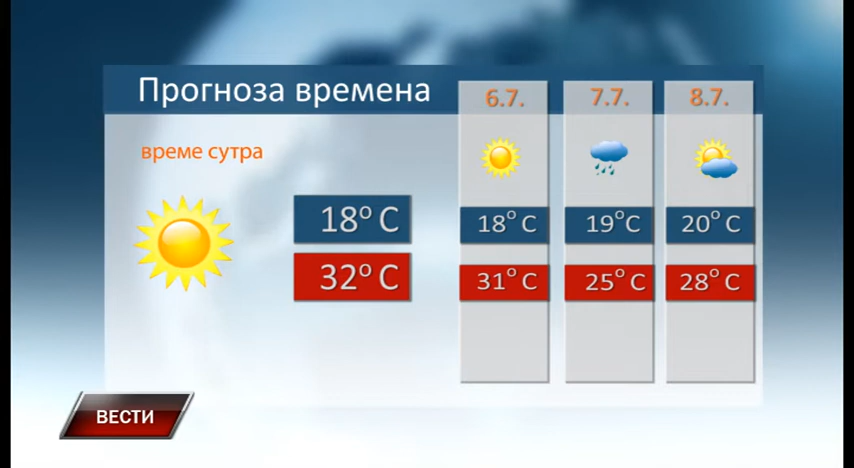 Прогноза времена
време сутра
18° C
32° C
6.7.
18° C
31° C
7.7.
19°C
25° C
8.7.
20° C
28° C
ВЕСТИ